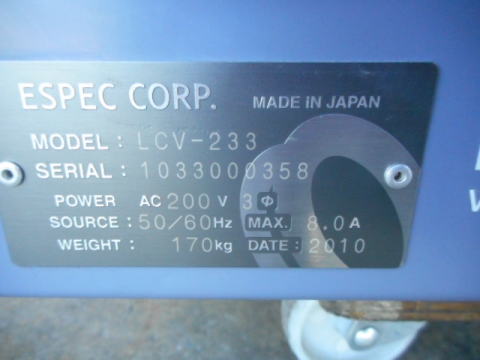 ESPEC CORP. MADE IN JAPAN
MODEL: LCV-233
SERIAL: 1033000358
POWER AC 200 V 3Φ
SOURCE: 50/60Hz MAX. 8.0 A
WEIGHT: 170kg DATE: 2010